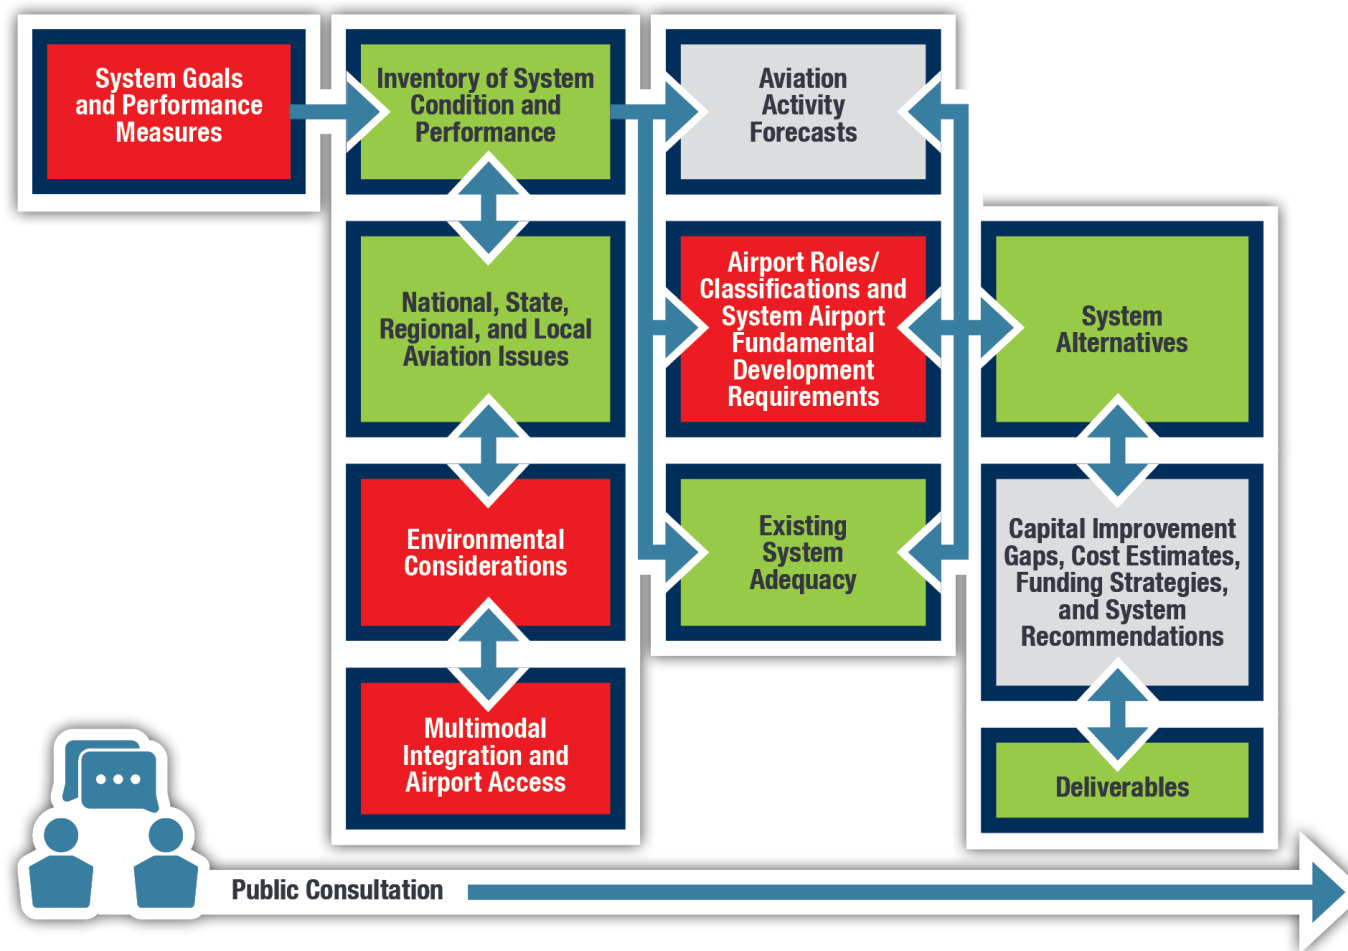 System Goals
and Performance
Measures
Inventory of System
Condition and
Performance
National, State,
Regional, and Local
Aviation Issues
Environmental
Considerations
Multimodal
Integration and
Airport Access
Aviation
Activity
Forecasts
Airport Roles/
Classifications and
System Airport
Fundamental
Development
Requirements
Existing
System
Adequacy
System
Alternatives
Capital Improvement
Gaps, Cost Estimates,
Funding Strategies,
and System
Recommendations
Deliverables
Public Consultation